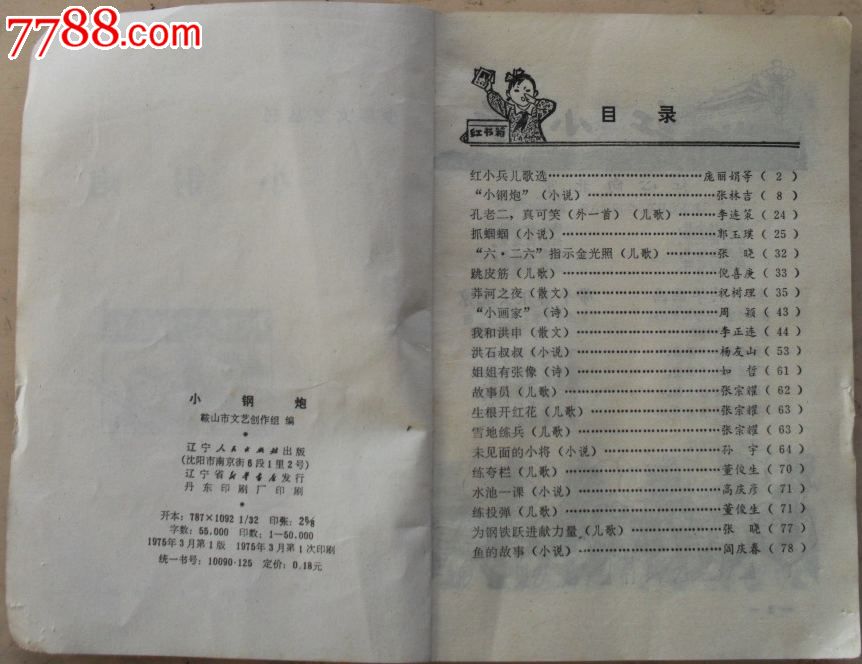 7788.com
小 钢 炮
鞍山市文艺创作组 编
*
辽宁人民出版社出版
(沈阳市南京街6段1里2号)
辽宁省新华书店发行
丹东印刷厂印刷
*
开本：787×1092 1/32 印张：2⅝
字数：55,000 印数：1—50,000
1975年3月第1版 1975年3月第1次印刷
统一书号：10090·125 定价：0.18元
红书箱
目 录
红小兵儿歌选……………………庞丽娟等（2）
“小钢炮”（小说）……………………张林吉（8）
孔老二，真可笑（外一首）（儿歌）………李连策（24）
抓蝈蝈（小说）……………………郭玉璞（25）
“六·二六”指示金光照（儿歌）…………张 晓（32）
跳皮筋（儿歌）……………………倪喜庚（33）
莽河之夜（散文）……………………祝树理（35）
“小画家”（诗）……………………周 颖（43）
我和洪申（散文）……………………李正连（44）
洪石叔叔（小说）……………………杨友山（53）
姐姐有张像（诗）……………………如 哲（61）
故事员（儿歌）……………………张宗耀（62）
生根开红花（儿歌）……………………张宗耀（63）
雪地练兵（儿歌）……………………张宗耀（63）
未见面的小将（小说）……………………孙 宇（64）
练夸栏（儿歌）……………………董俊生（70）
水池一课（小说）……………………高庆彦（71）
练投弹（儿歌）……………………董俊生（71）
为钢铁跃进献力量（儿歌）………………张 晓（77）
鱼的故事（小说）……………………阎庆春（78）